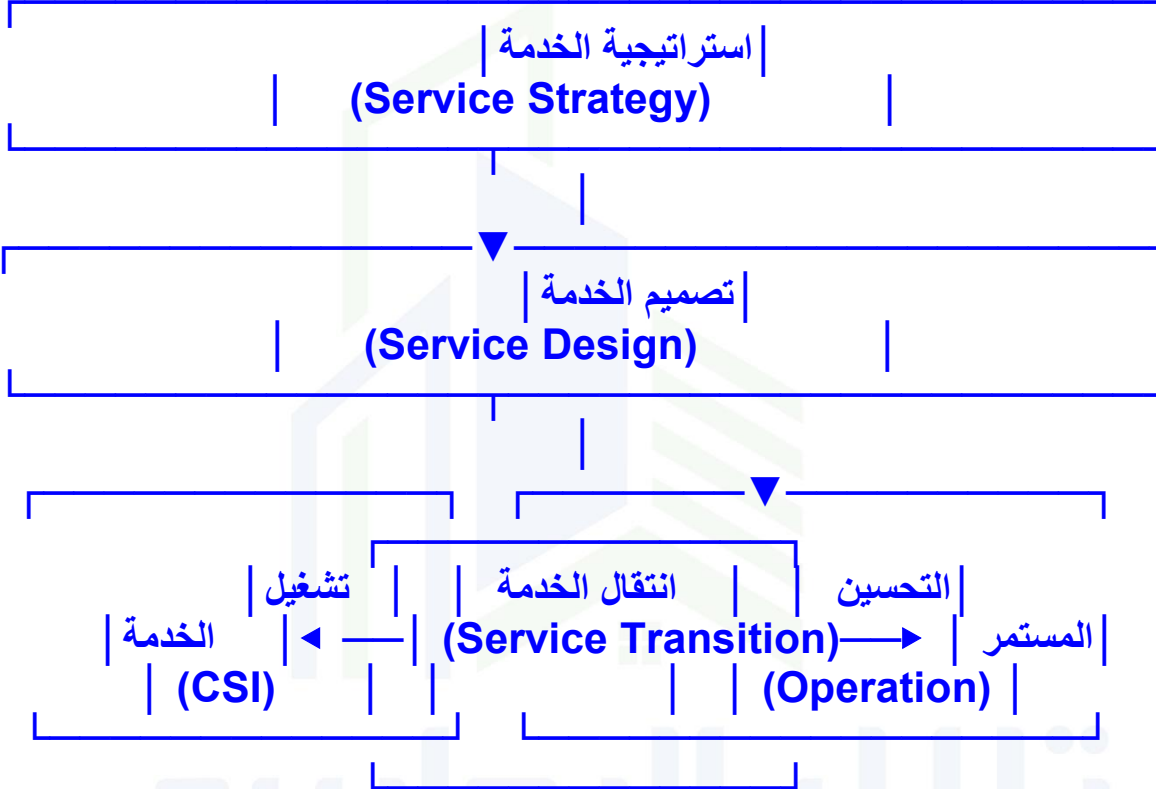 استراتيجية الخدمة
(Service Strategy)
تصميم الخدمة
(Service Design)
التحسين انتقال الخدمة تشغيل
المستمر (Service Transition) الخدمة
(CSI) (Operation)